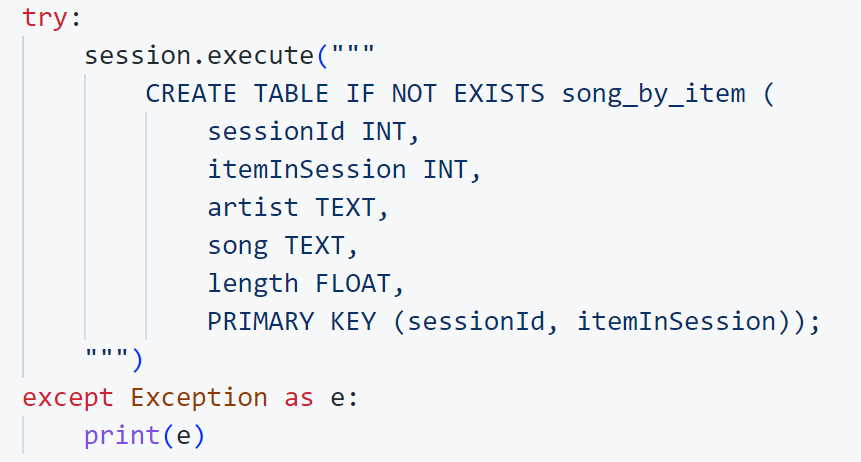 try:
    session.execute("""
        CREATE TABLE IF NOT EXISTS song_by_item (
            sessionId INT,
            itemInSession INT,
            artist TEXT,
            song TEXT,
            length FLOAT,
            PRIMARY KEY (sessionId, itemInSession));
    """)
except Exception as e:
    print(e)